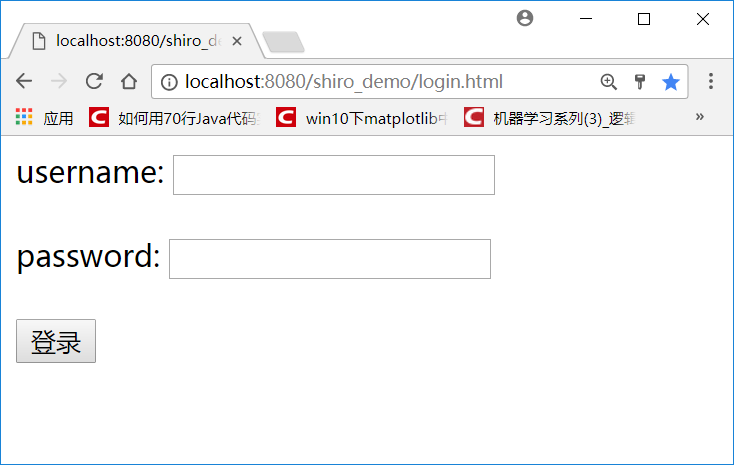 localhost:8080/shiro_de
localhost:8080/shiro_demo/login.html
应用 如何用70行Java代码 win10下matplotlib中 机器学习系列(3)_逻辑 »
username:
password:
登录